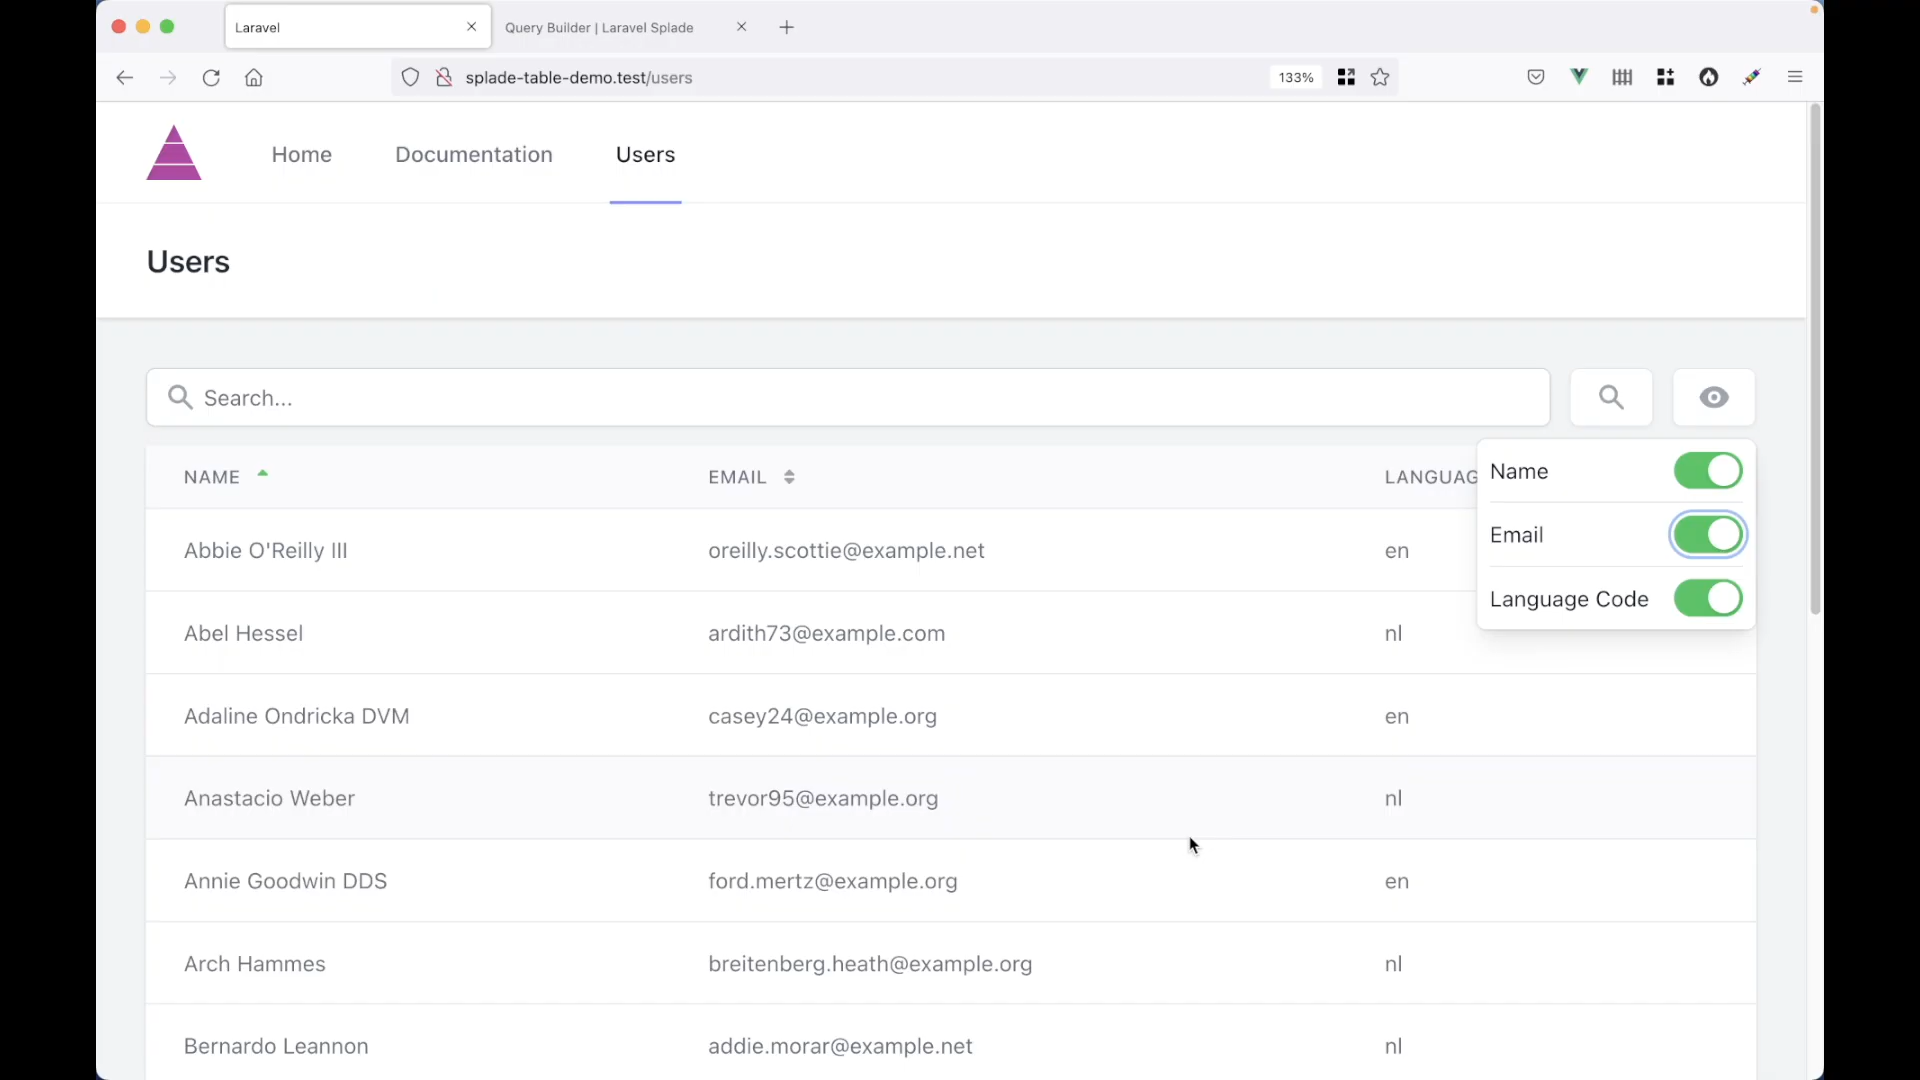 Laravel
Query Builder | Laravel Splade
splade-table-demo.test/users
133%
Home
Documentation
Users
Users
Search...
NAME
EMAIL
LANGUAG
Name
Email
Language Code
Abbie O'Reilly III
oreilly.scottie@example.net
en
Abel Hessel
ardith73@example.com
nl
Adaline Ondricka DVM
casey24@example.org
en
Anastacio Weber
trevor95@example.org
nl
Annie Goodwin DDS
ford.mertz@example.org
en
Arch Hammes
breitenberg.heath@example.org
nl
Bernardo Leannon
addie.morar@example.net
nl